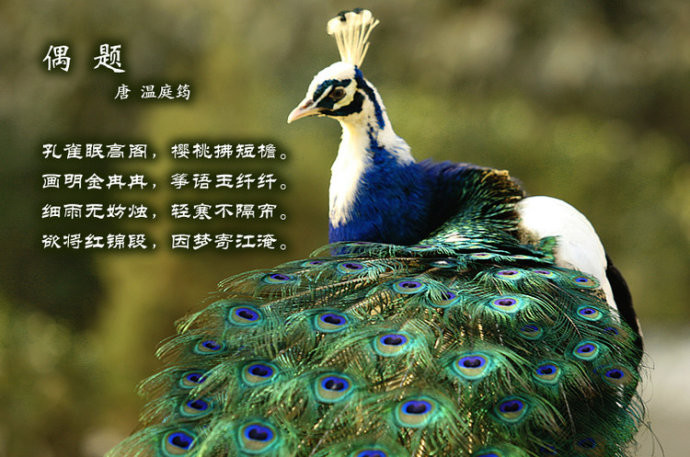 偶 题
唐 温庭筠
孔雀眠高阁，樱桃拂短檐。
画明金冉冉，筝语玉纤纤。
细雨无妨烛，轻寒不隔帘。
欲将红锦段，因梦寄江淹。